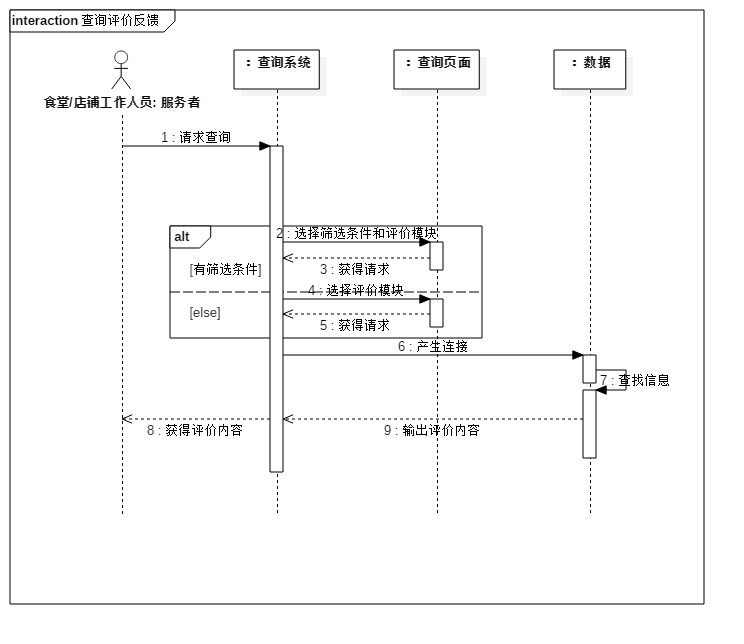 interaction 查询评价反馈
: 查询系统
: 查询页面
: 数据
食堂/店铺工作人员: 服务者
1 : 请求查询
alt
2 : 选择筛选条件和评价模块
[有筛选条件]
3 : 获得请求
4 : 选择评价模块
[else]
5 : 获得请求
6 : 产生连接
7 : 查找信息
8 : 获得评价内容
9 : 输出评价内容